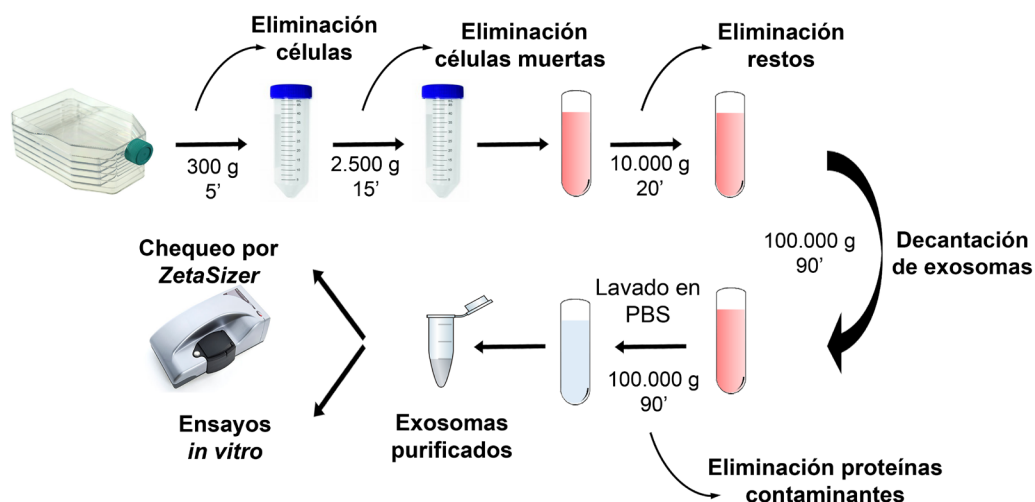 Eliminación
células
Eliminación
células muertas
Eliminación
restos
300 g
5’
2.500 g
15’
10.000 g
20’
100.000 g
90’
Decantación
de exosomas
Lavado en
PBS
100.000 g
90’
Eliminación proteínas
contaminantes
Exosomas
purificados
Chequeo por
ZetaSizer
Ensayos
in vitro